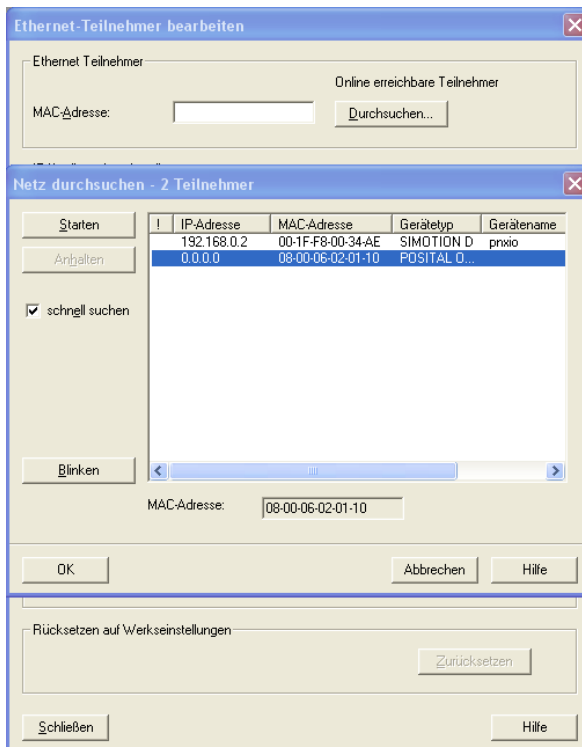 Ethernet-Teilnehmer bearbeiten
Ethernet Teilnehmer
Online erreichbare Teilnehmer
MAC-Adresse:
Durchsuchen...
Netz durchsuchen - 2 Teilnehmer
Starten
Anhalten
schnell suchen
Blinken
! IP-Adresse MAC-Adresse Gerätetyp Gerätename
192.168.0.2 00-1F-F8-00-34-AE SIMOTION D pnxio
0.0.0.0 08-00-06-02-01-10 POSITAL O...
MAC-Adresse: 08-00-06-02-01-10
OK Abbrechen Hilfe
Rücksetzen auf Werkseinstellungen
Zurücksetzen
Schließen Hilfe